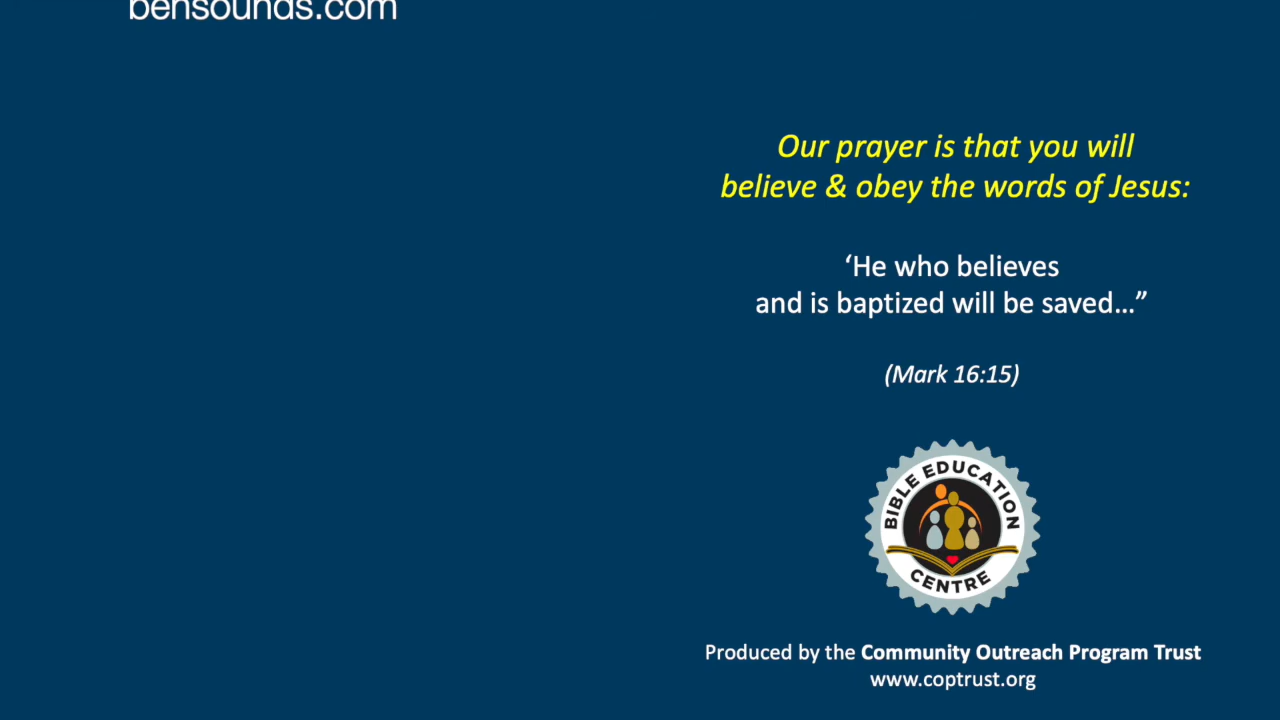 bensounds.com
Our prayer is that you will
believe & obey the words of Jesus:
‘He who believes
and is baptized will be saved…”
(Mark 16:15)
BIBLE EDUCATION
CENTRE
Produced by the Community Outreach Program Trust
www.coptrust.org